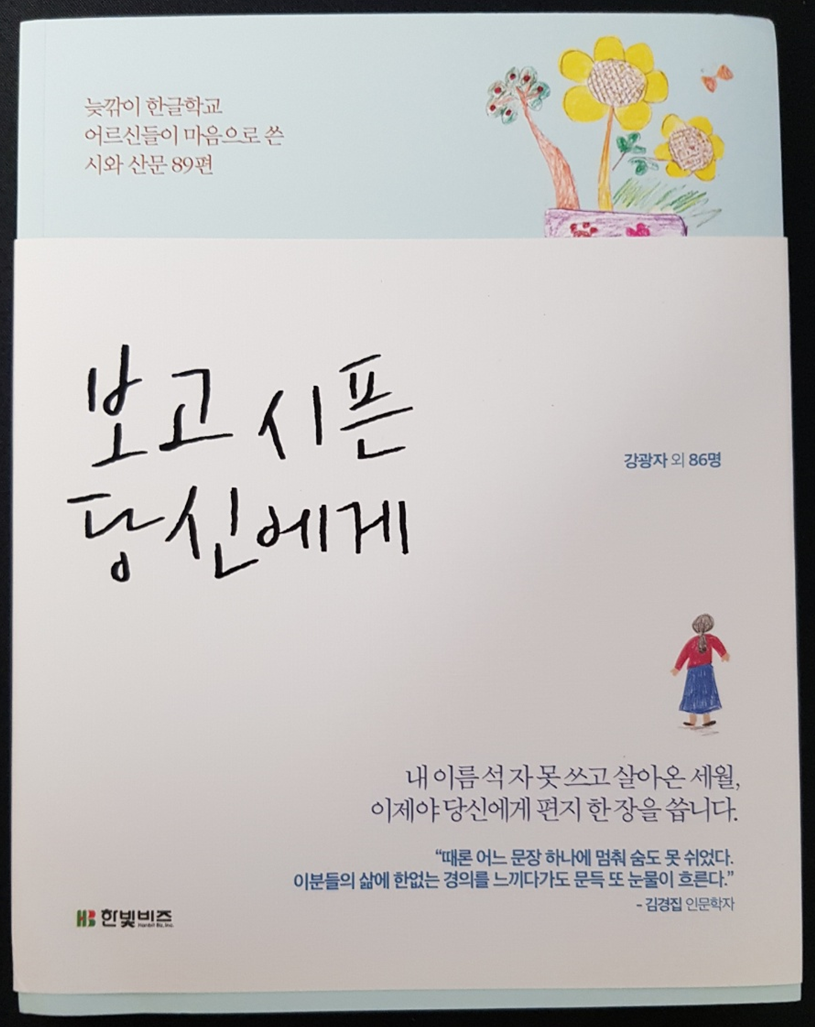 늦깎이 한글학교
어르신들이 마음으로 쓴
시와 산문 89편
보고 시픈
당신에게
강광자 외 86명
내 이름 석 자 못 쓰고 살아온 세월,
이제야 당신에게 편지 한 장을 씁니다.
“때론 어느 문장 하나에 멈춰 숨도 못 쉬었다.
이분들의 삶에 한없는 경의를 느끼다가도 문득 또 눈물이 흐른다.”
- 김경집 인문학자
HB 한빛비즈
Hanbit Biz, Inc.